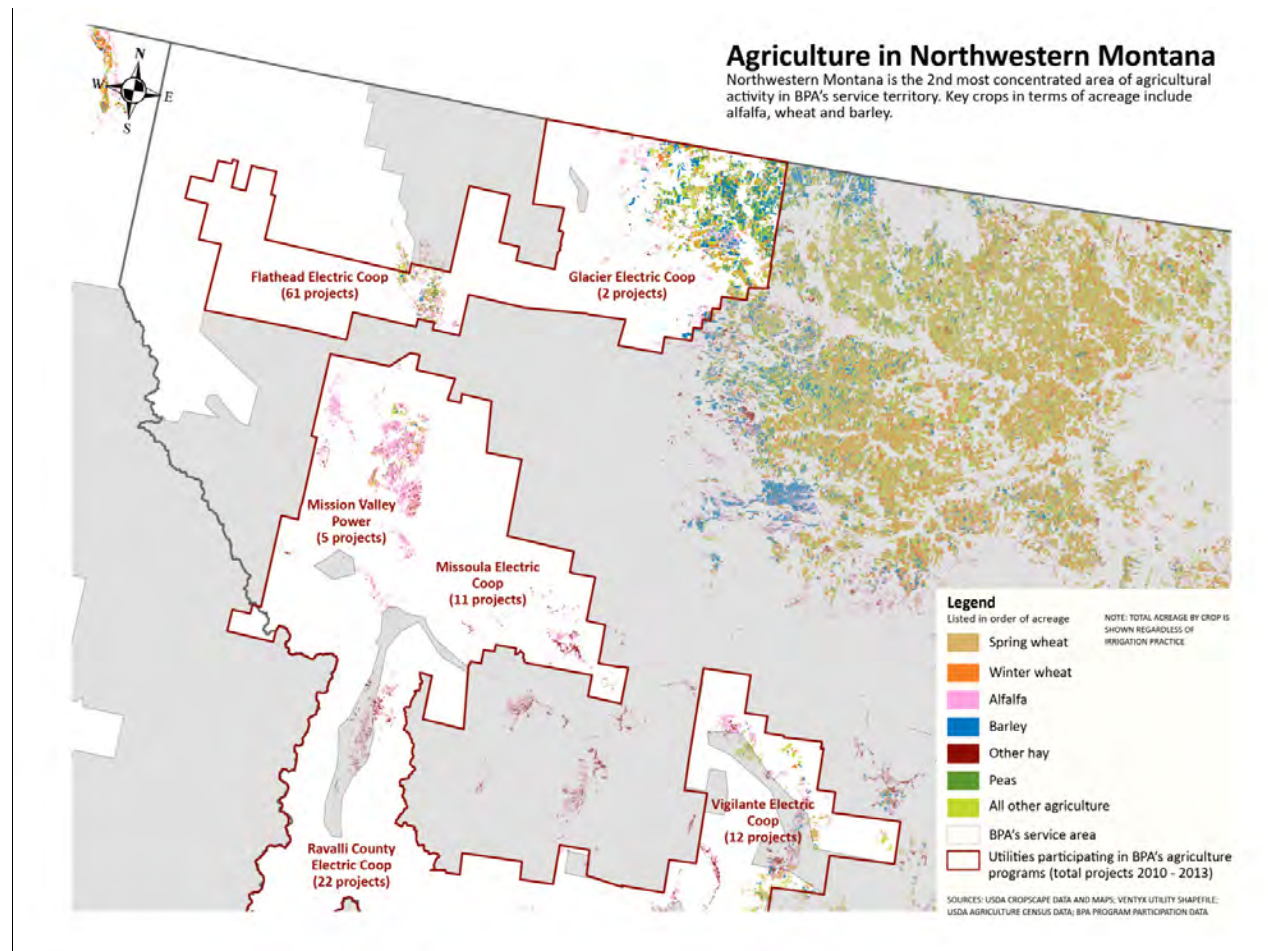 Agriculture in Northwestern Montana
Northwestern Montana is the 2nd most concentrated area of agricultural
activity in BPA's service territory. Key crops in terms of acreage include
alfalfa, wheat and barley.
N
W
E
S
Flathead Electric Coop
(61 projects)
Glacier Electric Coop
(2 projects)
Mission Valley
Power
(5 projects)
Missoula Electric
Coop
(11 projects)
Vigilante Electric
Coop
(12 projects)
Ravalli County
Electric Coop
(22 projects)
Legend
Listed in order of acreage
NOTE: TOTAL ACREAGE BY CROP IS
SHOWN REGARDLESS OF
IRRIGATION PRACTICE
Spring wheat
Winter wheat
Alfalfa
Barley
Other hay
Peas
All other agriculture
BPA's service area
Utilities participating in BPA's agriculture
programs (total projects 2010 - 2013)
SOURCES: USDA CROPSCAPE DATA AND MAPS; VENTYX UTILITY SHAPEFILE;
USDA AGRICULTURE CENSUS DATA; BPA PROGRAM PARTICIPATION DATA